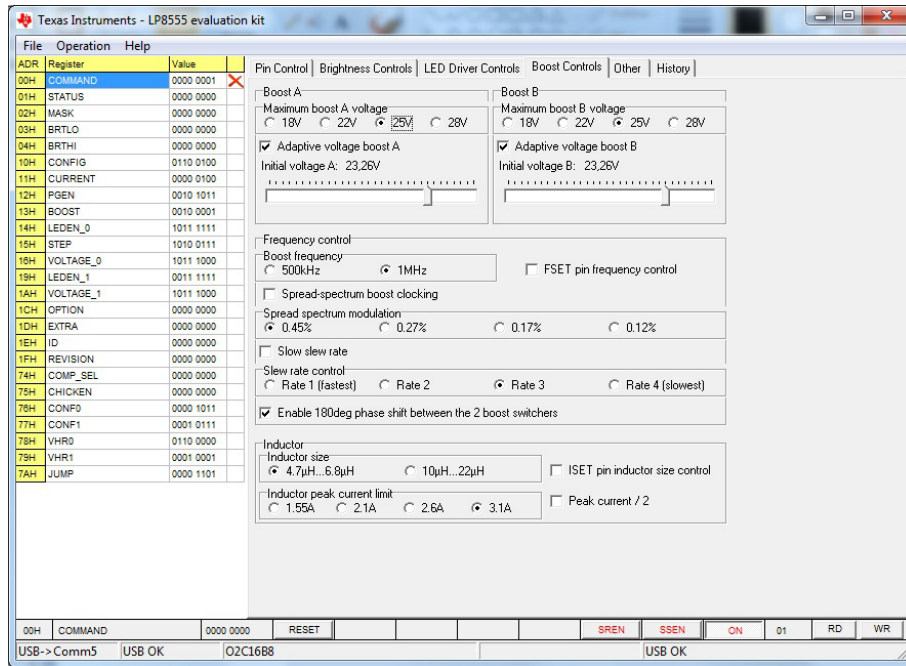 Texas Instruments - LP8555 evaluation kit
File Operation Help
ADR Register Value
00H COMMAND 0000 0001
01H STATUS 0000 0000
02H MASK 0000 0000
03H BRTLO 0000 0000
04H BRTHI 0000 0000
10H CONFIG 0110 0100
11H CURRENT 0000 0100
12H PGEN 0010 1011
13H BOOST 0010 0001
14H LEDEN_0 1011 1111
15H STEP 1010 0111
16H VOLTAGE_0 1011 1000
19H LEDEN_1 0011 1111
1AH VOLTAGE_1 1011 1000
1CH OPTION 0000 0000
1DH EXTRA 0000 0000
1EH ID 0000 0000
1FH REVISION 0000 0000
74H COMP_SEL 0000 0000
75H CHICKEN 0000 0000
76H CONF0 0000 1011
77H CONF1 0001 0111
78H VHR0 0110 0000
79H VHR1 0001 0001
7AH JUMP 0000 1101
Pin Control Brightness Controls LED Driver Controls Boost Controls Other History
Boost A
Maximum boost A voltage
18V 22V 25V 28V
Adaptive voltage boost A
Initial voltage A: 23,26V
Boost B
Maximum boost B voltage
18V 22V 25V 28V
Adaptive voltage boost B
Initial voltage B: 23,26V
Frequency control
Boost frequency
500kHz 1MHz
FSET pin frequency control
Spread-spectrum boost clocking
Spread spectrum modulation
0.45% 0.27% 0.17% 0.12%
Slow slew rate
Slew rate control
Rate 1 (fastest) Rate 2 Rate 3 Rate 4 (slowest)
Enable 180deg phase shift between the 2 boost switchers
Inductor
Inductor size
4.7µH...6.8µH 10µH...22µH
ISET pin inductor size control
Inductor peak current limit
1.55A 2.1A 2.6A 3.1A
Peak current / 2
00H COMMAND 0000 0000 RESET SREN SSEN ON 01 RD WR
USB->Comm5 USB OK 02C16B8 USB OK